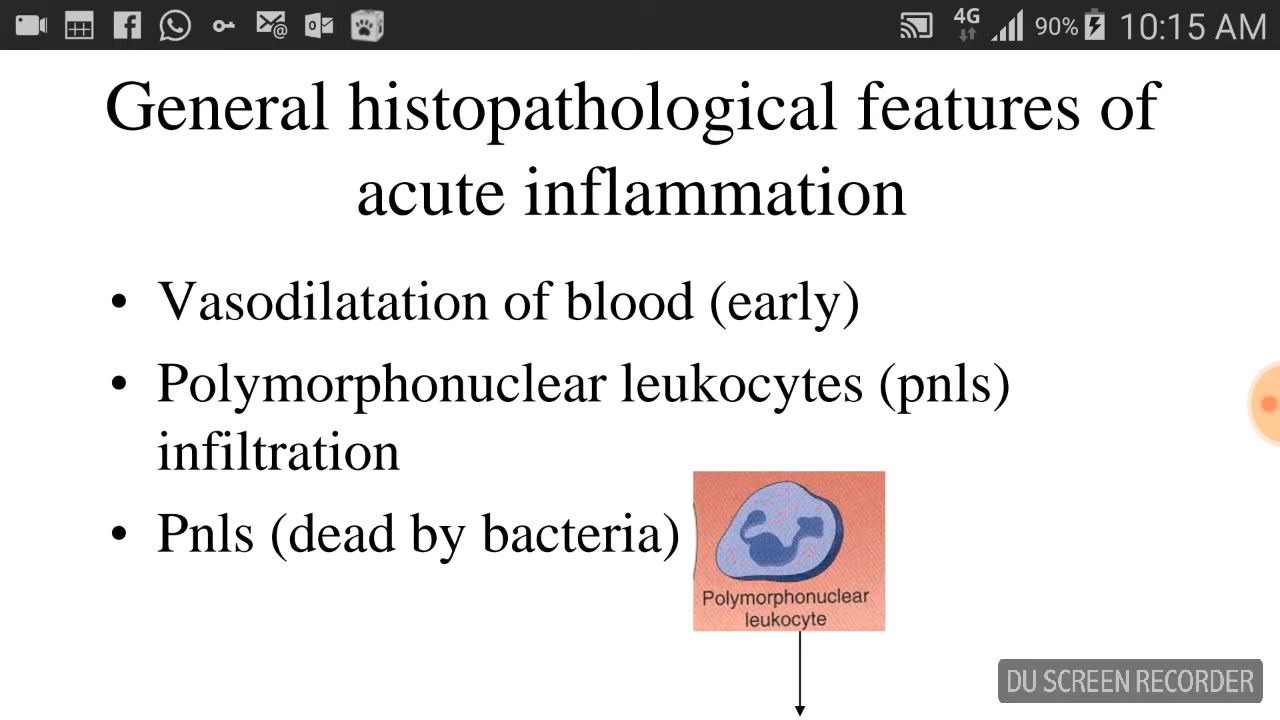 4G 90% 10:15 AM
General histopathological features of
acute inflammation
• Vasodilatation of blood (early)
• Polymorphonuclear leukocytes (pnls)
infiltration
• Pnls (dead by bacteria)
Polymorphonuclear
leukocyte
DU SCREEN RECORDER